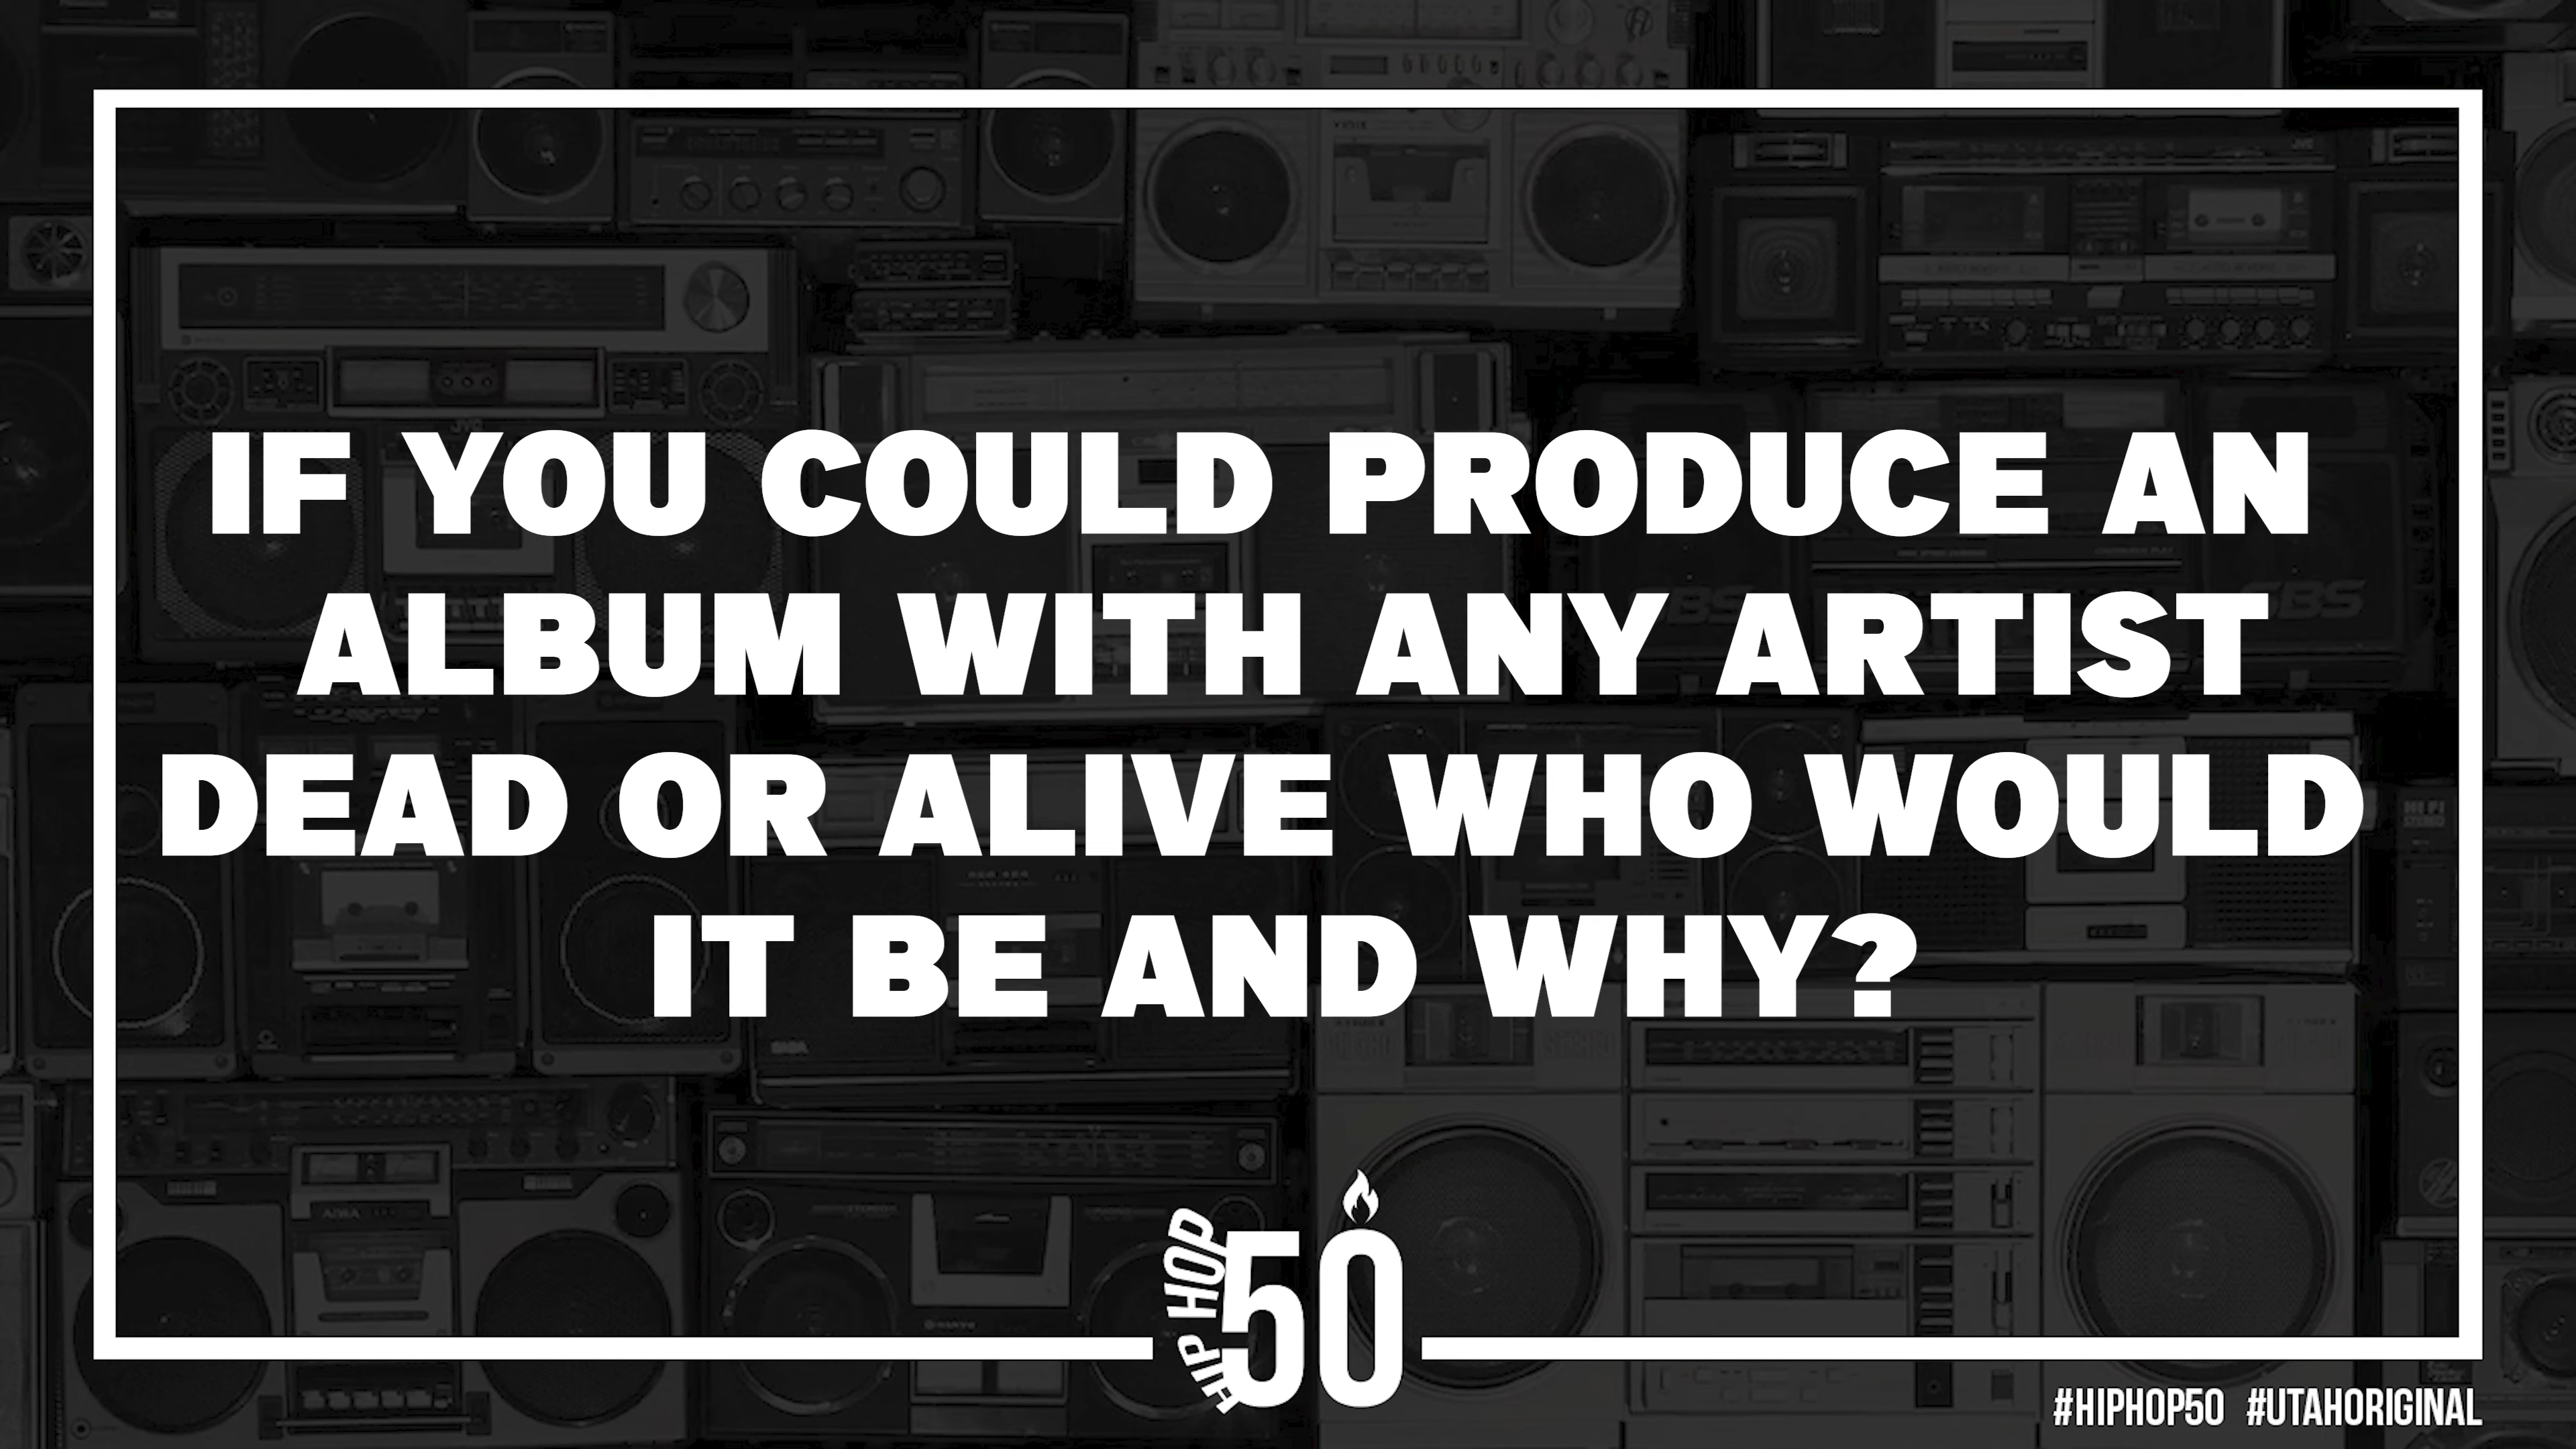 IF YOU COULD PRODUCE AN
ALBUM WITH ANY ARTIST
DEAD OR ALIVE WHO WOULD
IT BE AND WHY?
HIP HOP 50
#HIPHOP50 #UTAHORIGINAL